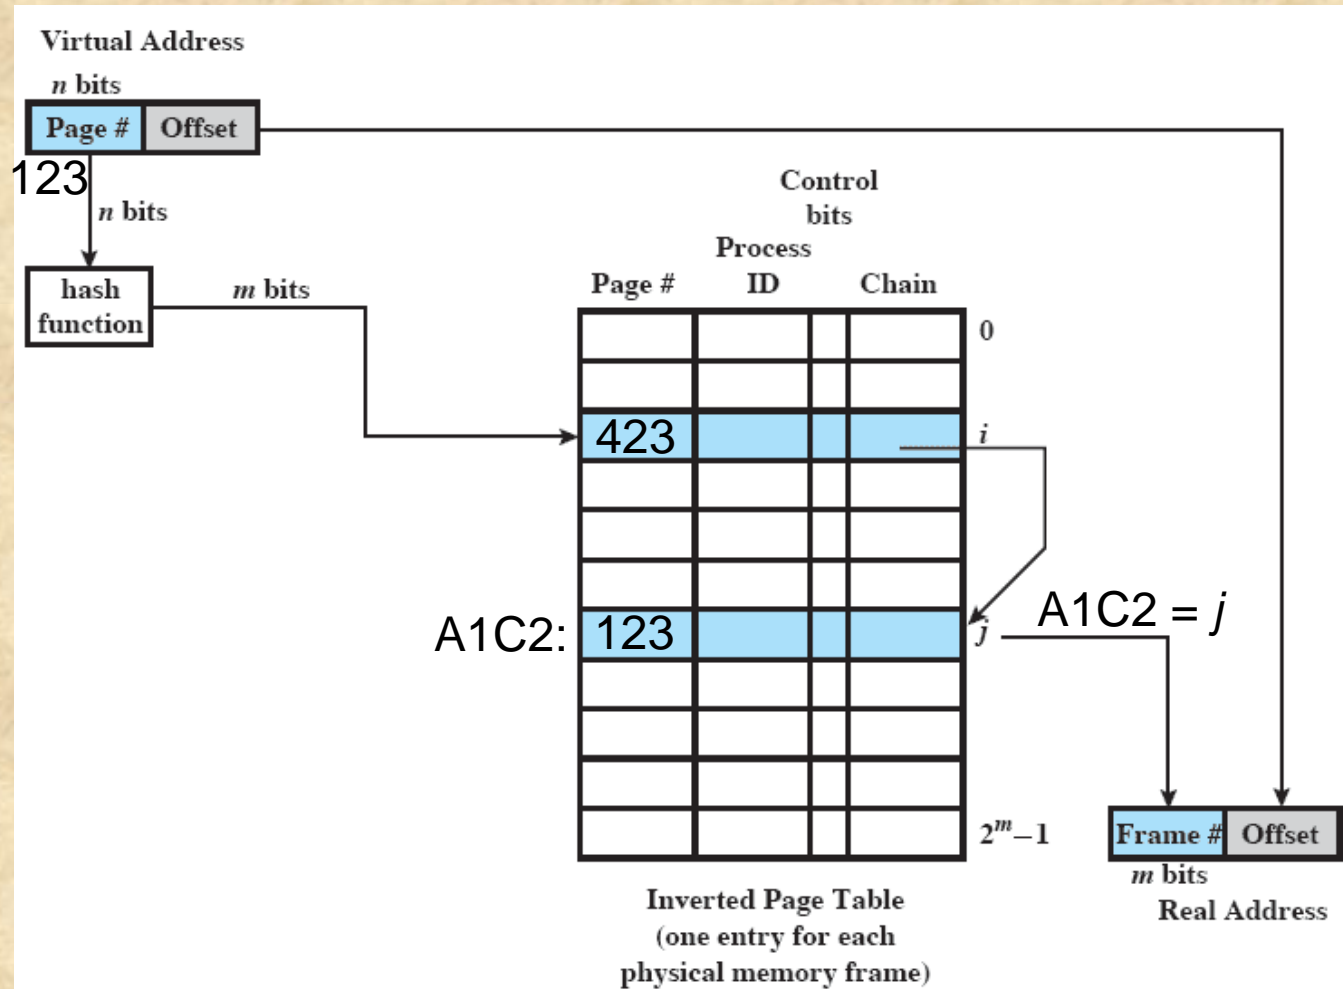 Virtual Address
n bits
Page # Offset
123
n bits
hash
function
m bits
Control
bits
Process
Page # ID Chain
0
423
i
A1C2: 123
j
A1C2 = j
2^m−1
Frame # Offset
m bits
Real Address
Inverted Page Table
(one entry for each
physical memory frame)